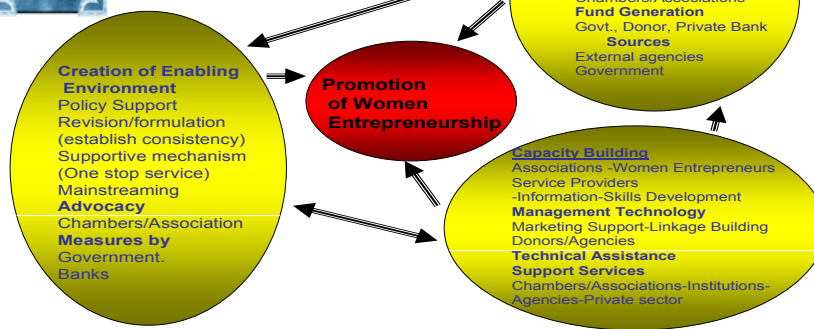 Chambers/Associations
Fund Generation
Govt., Donor, Private Bank
Sources
External agencies
Government
Creation of Enabling
Environment
Policy Support
Revision/formulation
(establish consistency)
Supportive mechanism
(One stop service)
Mainstreaming
Advocacy
Chambers/Association
Measures by
Government.
Banks
Promotion
of Women
Entrepreneurship
Capacity Building
Associations -Women Entrepreneurs
Service Providers
-Information-Skills Development
Management Technology
Marketing Support-Linkage Building
Donors/Agencies
Technical Assistance
Support Services
Chambers/Associations-Institutions-
Agencies-Private sector